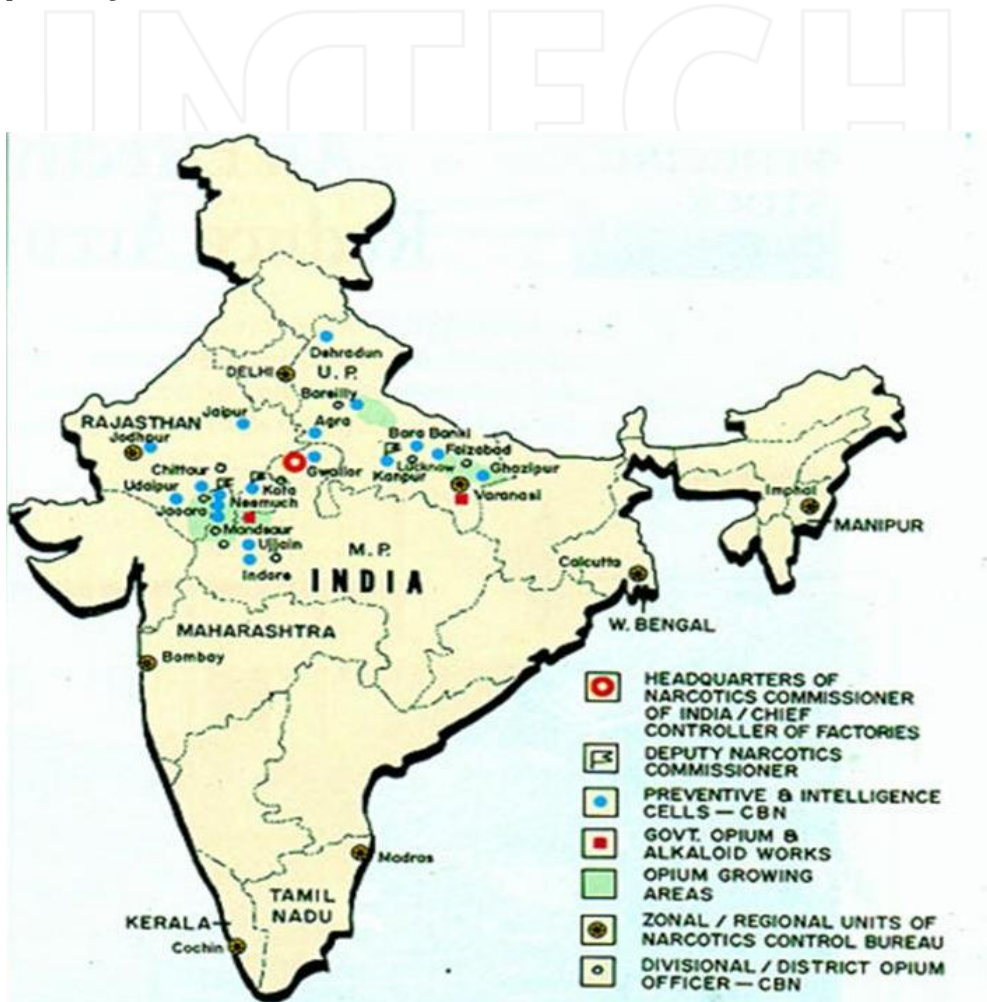 INTECH
Dehradun
DELHI
U. P.
Bareilly
Jaipur
Agra
RAJASTHAN
Jodhpur
Bara Banki
Faizabad
Lucknow
Ghazipur
Kanpur
Gwalior
Chittaur
Udaipur
Kota
Neemuch
Varanasi
Jaoara
Mandsaur
Imphal
MANIPUR
Ujjain
M. P.
Indore
INDIA
Calcutta
W. BENGAL
MAHARASHTRA
Bombay
Madras
TAMIL
NADU
KERALA
Cochin
HEADQUARTERS OF
NARCOTICS COMMISSIONER
OF INDIA / CHIEF
CONTROLLER OF FACTORIES
DEPUTY NARCOTICS
COMMISSIONER
PREVENTIVE & INTELLIGENCE
CELLS — CBN
GOVT. OPIUM &
ALKALOID WORKS
OPIUM GROWING
AREAS
ZONAL / REGIONAL UNITS OF
NARCOTICS CONTROL BUREAU
DIVISIONAL / DISTRICT OPIUM
OFFICER — CBN